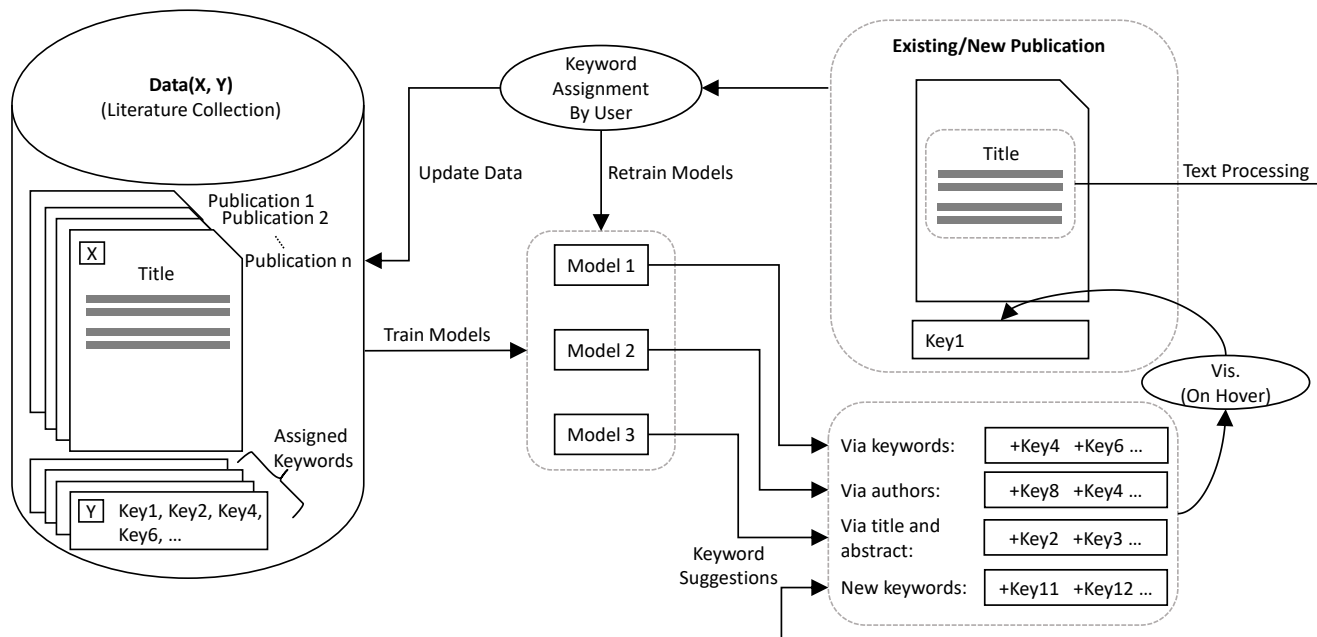 Data(X, Y)
(Literature Collection)
Publication 1
Publication 2
Publication n
X
Title
Assigned
Keywords
Y
Key1, Key2, Key4,
Key6, ...
Update Data
Train Models
Keyword
Assignment
By User
Retrain Models
Model 1
Model 2
Model 3
Existing/New Publication
Title
Key1
Text Processing
Vis.
(On Hover)
Via keywords:
+Key4 +Key6 ...
Via authors:
+Key8 +Key4 ...
Via title and
abstract:
+Key2 +Key3 ...
New keywords:
+Key11 +Key12 ...
Keyword
Suggestions